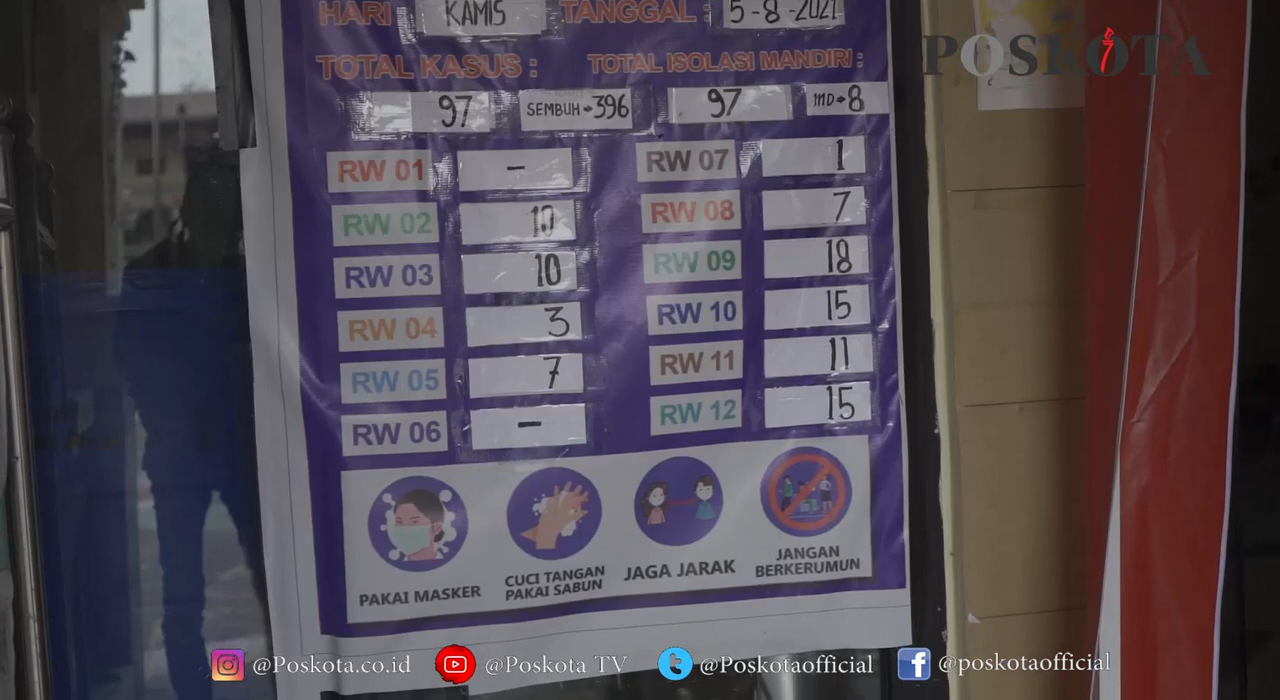 HARI : KAMIS TANGGAL : 5-8-2021
POSKOTA
TOTAL KASUS : TOTAL ISOLASI MANDIRI :
97 SEMBUH→396 97 MD→8
RW 01 - RW 07 1
RW 02 10 RW 08 7
RW 03 10 RW 09 18
RW 04 3 RW 10 15
RW 05 7 RW 11 11
RW 06 - RW 12 15
PAKAI MASKER
CUCI TANGAN
PAKAI SABUN
JAGA JARAK
JANGAN
BERKERUMUN
@Poskota.co.id @Poskota TV @Poskotaofficial @poskotaofficial